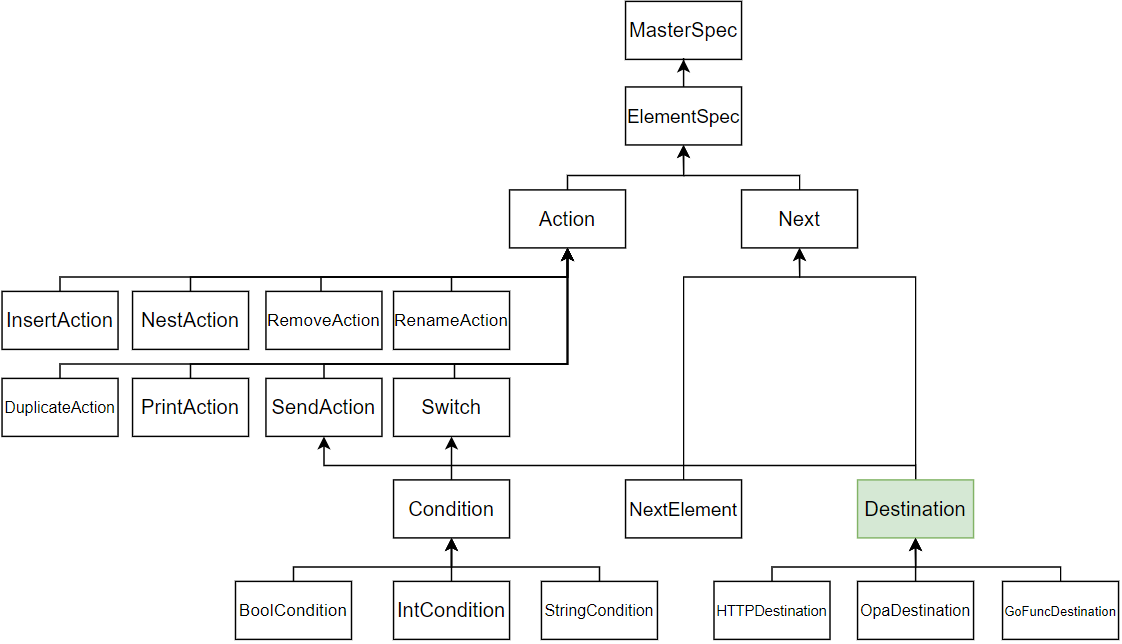 MasterSpec
ElementSpec
Action
Next
InsertAction
NestAction
RemoveAction
RenameAction
DuplicateAction
PrintAction
SendAction
Switch
Condition
NextElement
Destination
BoolCondition
IntCondition
StringCondition
HTTPDestination
OpaDestination
GoFuncDestination